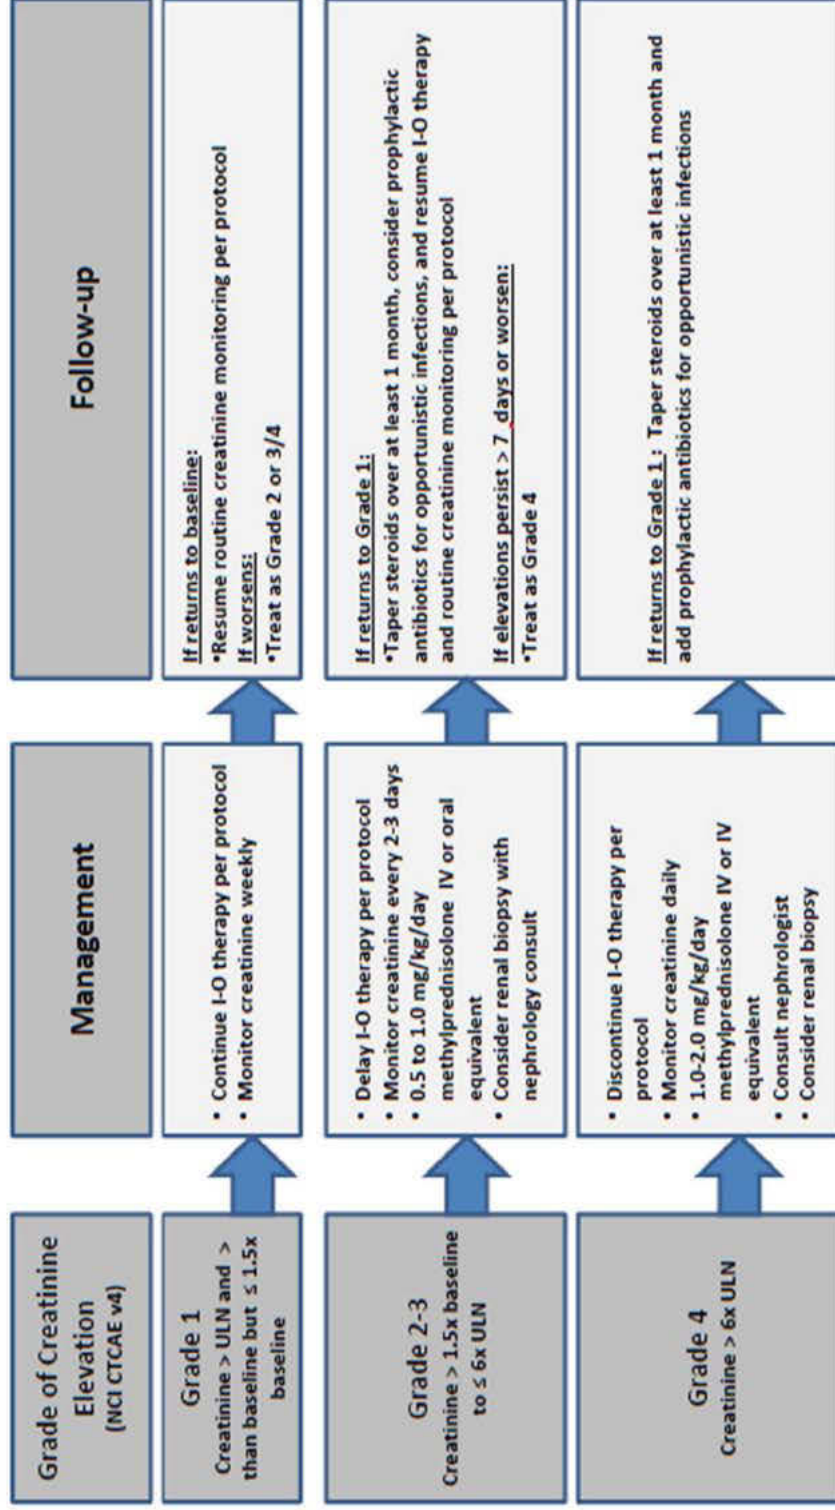 Grade of Creatinine
Elevation
(NCI CTCAE v4)
Management
Follow-up
Grade 1
Creatinine > ULN and >
than baseline but ≤ 1.5x
baseline
• Continue I-O therapy per protocol
• Monitor creatinine weekly
If returns to baseline:
•Resume routine creatinine monitoring per protocol
If worsens:
•Treat as Grade 2 or 3/4
Grade 2-3
Creatinine > 1.5x baseline
to ≤ 6x ULN
• Delay I-O therapy per protocol
• Monitor creatinine every 2-3 days
• 0.5 to 1.0 mg/kg/day
methylprednisolone IV or oral
equivalent
• Consider renal biopsy with
nephrology consult
If returns to Grade 1:
•Taper steroids over at least 1 month, consider prophylactic
antibiotics for opportunistic infections, and resume I-O therapy
and routine creatinine monitoring per protocol
If elevations persist > 7 days or worsen:
•Treat as Grade 4
Grade 4
Creatinine > 6x ULN
• Discontinue I-O therapy per
protocol
• Monitor creatinine daily
• 1.0-2.0 mg/kg/day
methylprednisolone IV or IV
equivalent
• Consult nephrologist
• Consider renal biopsy
If returns to Grade 1 : Taper steroids over at least 1 month and
add prophylactic antibiotics for opportunistic infections